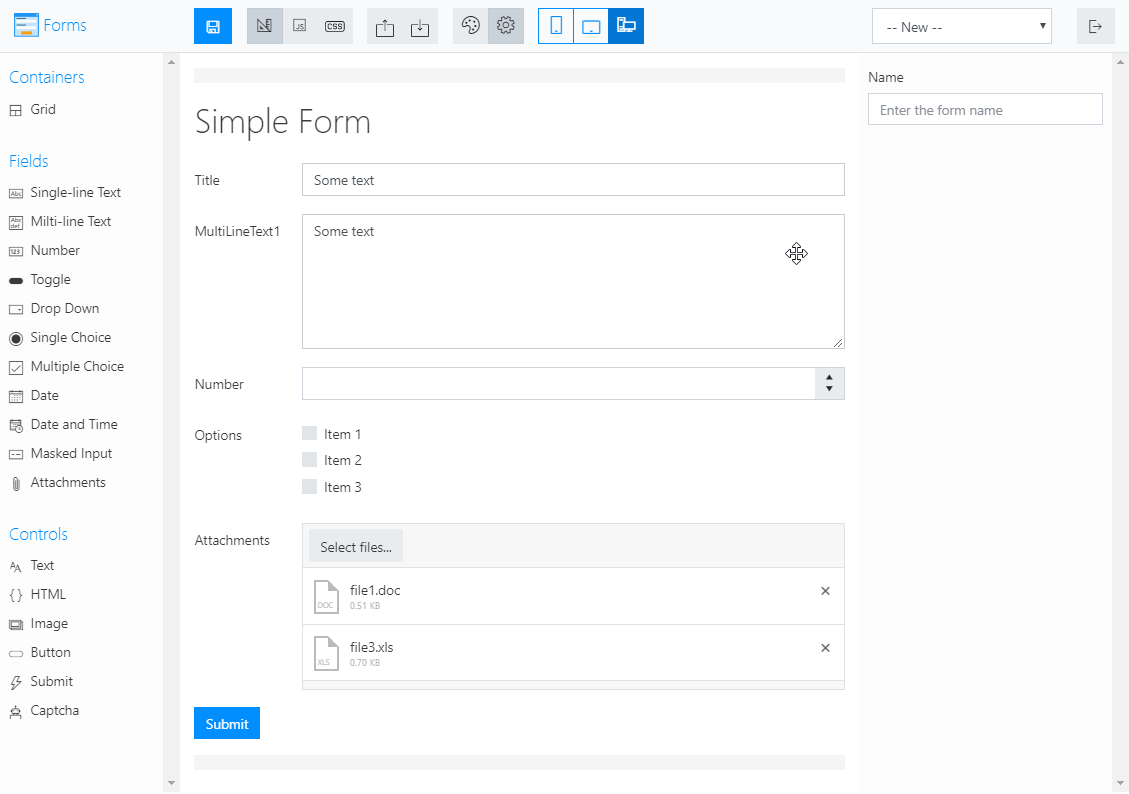 Forms
JS
CSS
-- New --
Containers
Grid
Fields
Abc Single-line Text
Abc def Milti-line Text
123 Number
Toggle
Drop Down
Single Choice
Multiple Choice
Date
Date and Time
Masked Input
Attachments
Controls
AA Text
{} HTML
Image
Button
Submit
Captcha
Simple Form
Title
Some text
MultiLineText1
Some text
Number
Options
Item 1
Item 2
Item 3
Attachments
Select files...
DOC
file1.doc
0.51 KB
XLS
file3.xls
0.70 KB
Submit
Name
Enter the form name